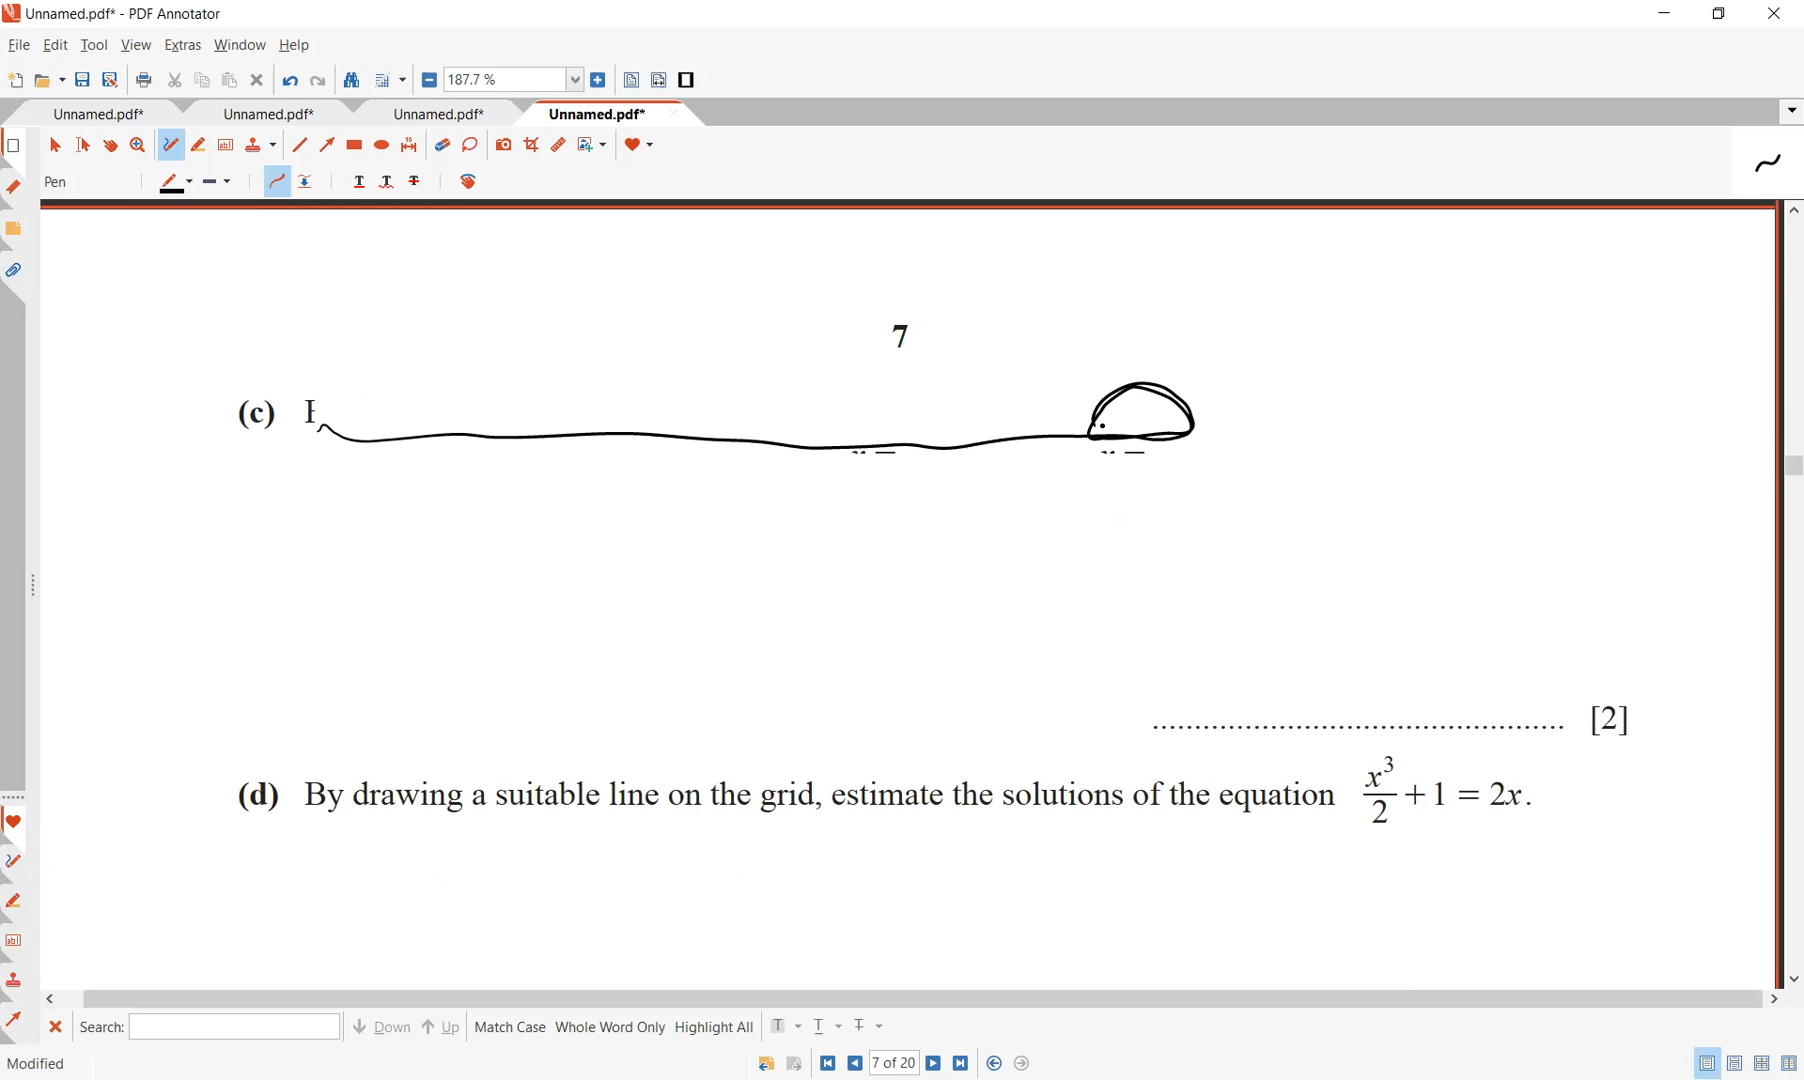 Unnamed.pdf* - PDF Annotator
File Edit Tool View Extras Window Help
187.7 %
Unnamed.pdf* Unnamed.pdf* Unnamed.pdf* Unnamed.pdf*
Pen
7
(c)
[2]
(d) By drawing a suitable line on the grid, estimate the solutions of the equation x³/2 + 1 = 2x.
Search: Down Up Match Case Whole Word Only Highlight All
Modified
7 of 20